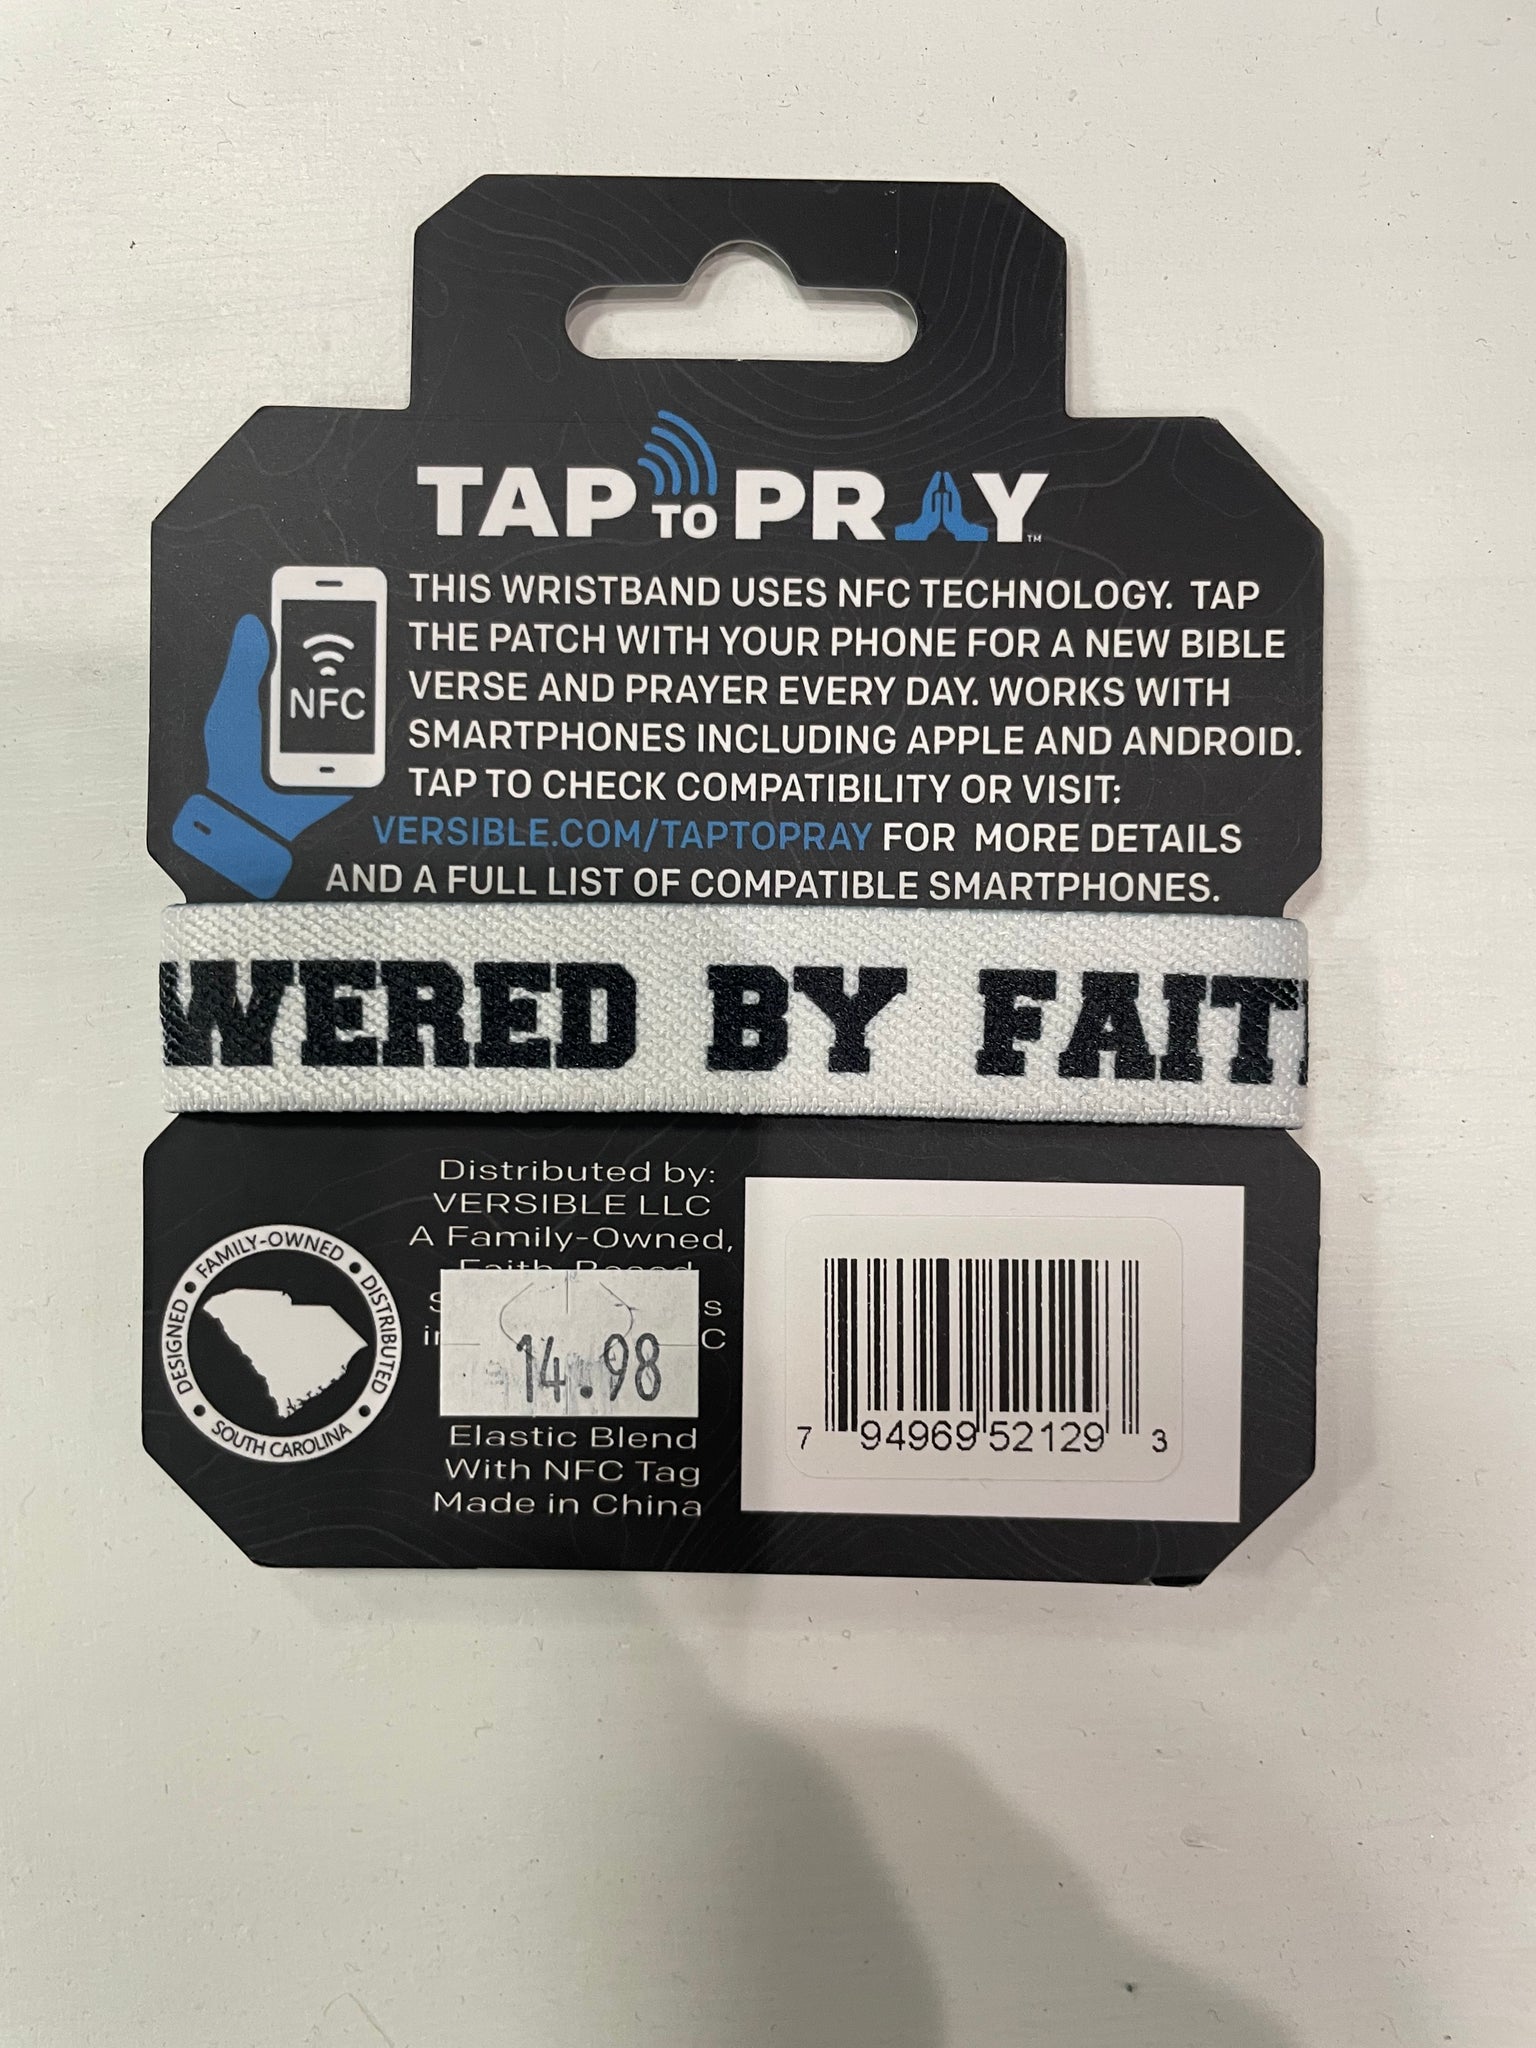 TAP TO PRAY™
NFC
THIS WRISTBAND USES NFC TECHNOLOGY. TAP
THE PATCH WITH YOUR PHONE FOR A NEW BIBLE
VERSE AND PRAYER EVERY DAY. WORKS WITH
SMARTPHONES INCLUDING APPLE AND ANDROID.
TAP TO CHECK COMPATIBILITY OR VISIT:
VERSIBLE.COM/TAPTOPRAY FOR MORE DETAILS
AND A FULL LIST OF COMPATIBLE SMARTPHONES.
WERED BY FAIT
Distributed by:
VERSIBLE LLC
A Family-Owned,
Faith-Based
14.98
Elastic Blend
With NFC Tag
Made in China
DESIGNED • FAMILY-OWNED • DISTRIBUTED • SOUTH CAROLINA •
7 94969 52129 3